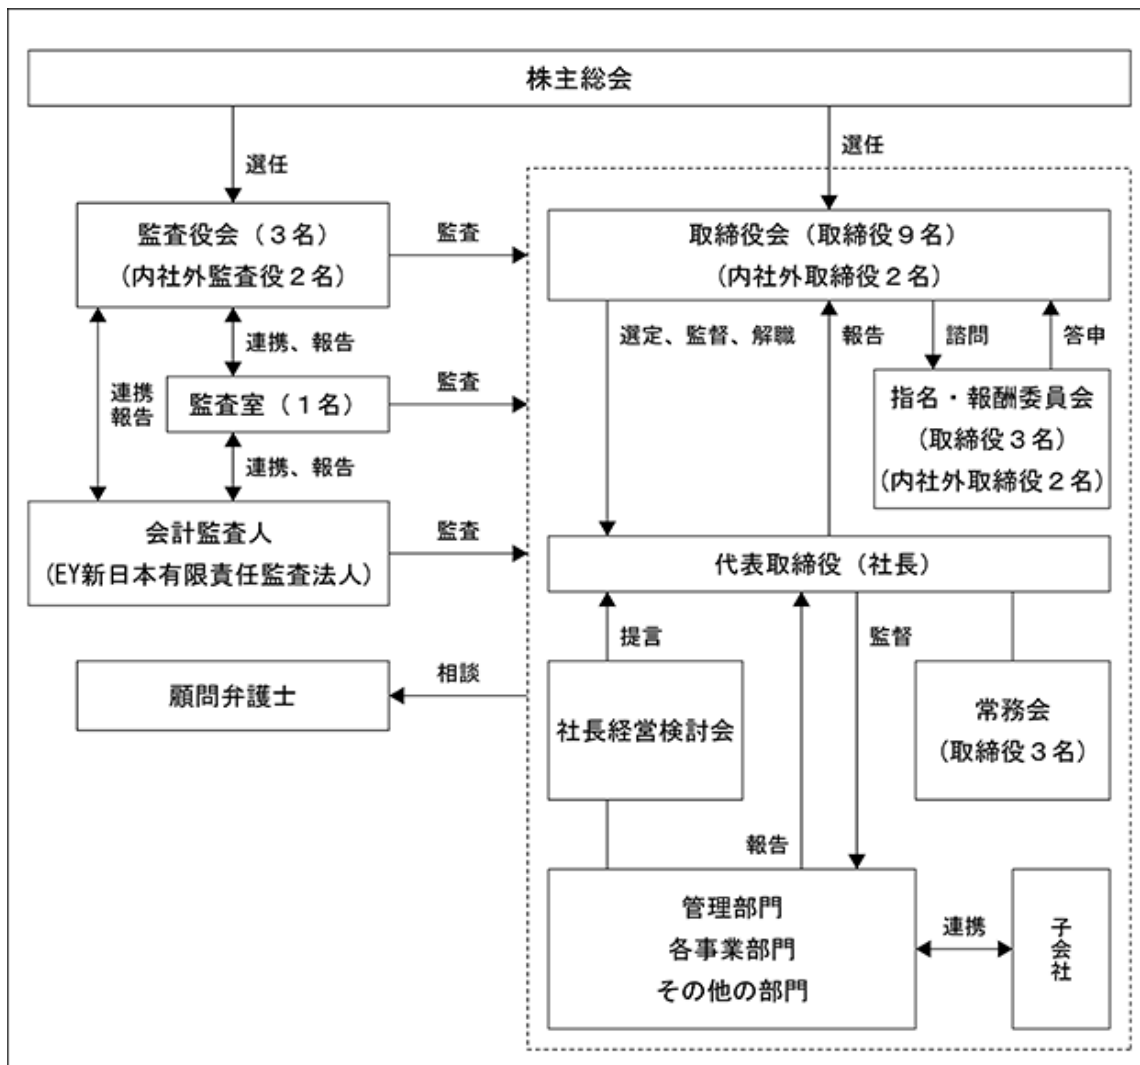 株主総会
選任
選任
監査役会（３名）
（内社外監査役２名）
監査
取締役会（取締役９名）
（内社外取締役２名）
連携、報告
選定、監督、解職
報告
諮問
答申
連携
報告
監査室（１名）
監査
指名・報酬委員会
（取締役３名）
（内社外取締役２名）
連携、報告
会計監査人
（EY新日本有限責任監査法人）
監査
代表取締役（社長）
提言
監督
顧問弁護士
相談
社長経営検討会
常務会
（取締役３名）
報告
管理部門
各事業部門
その他の部門
連携
子会社